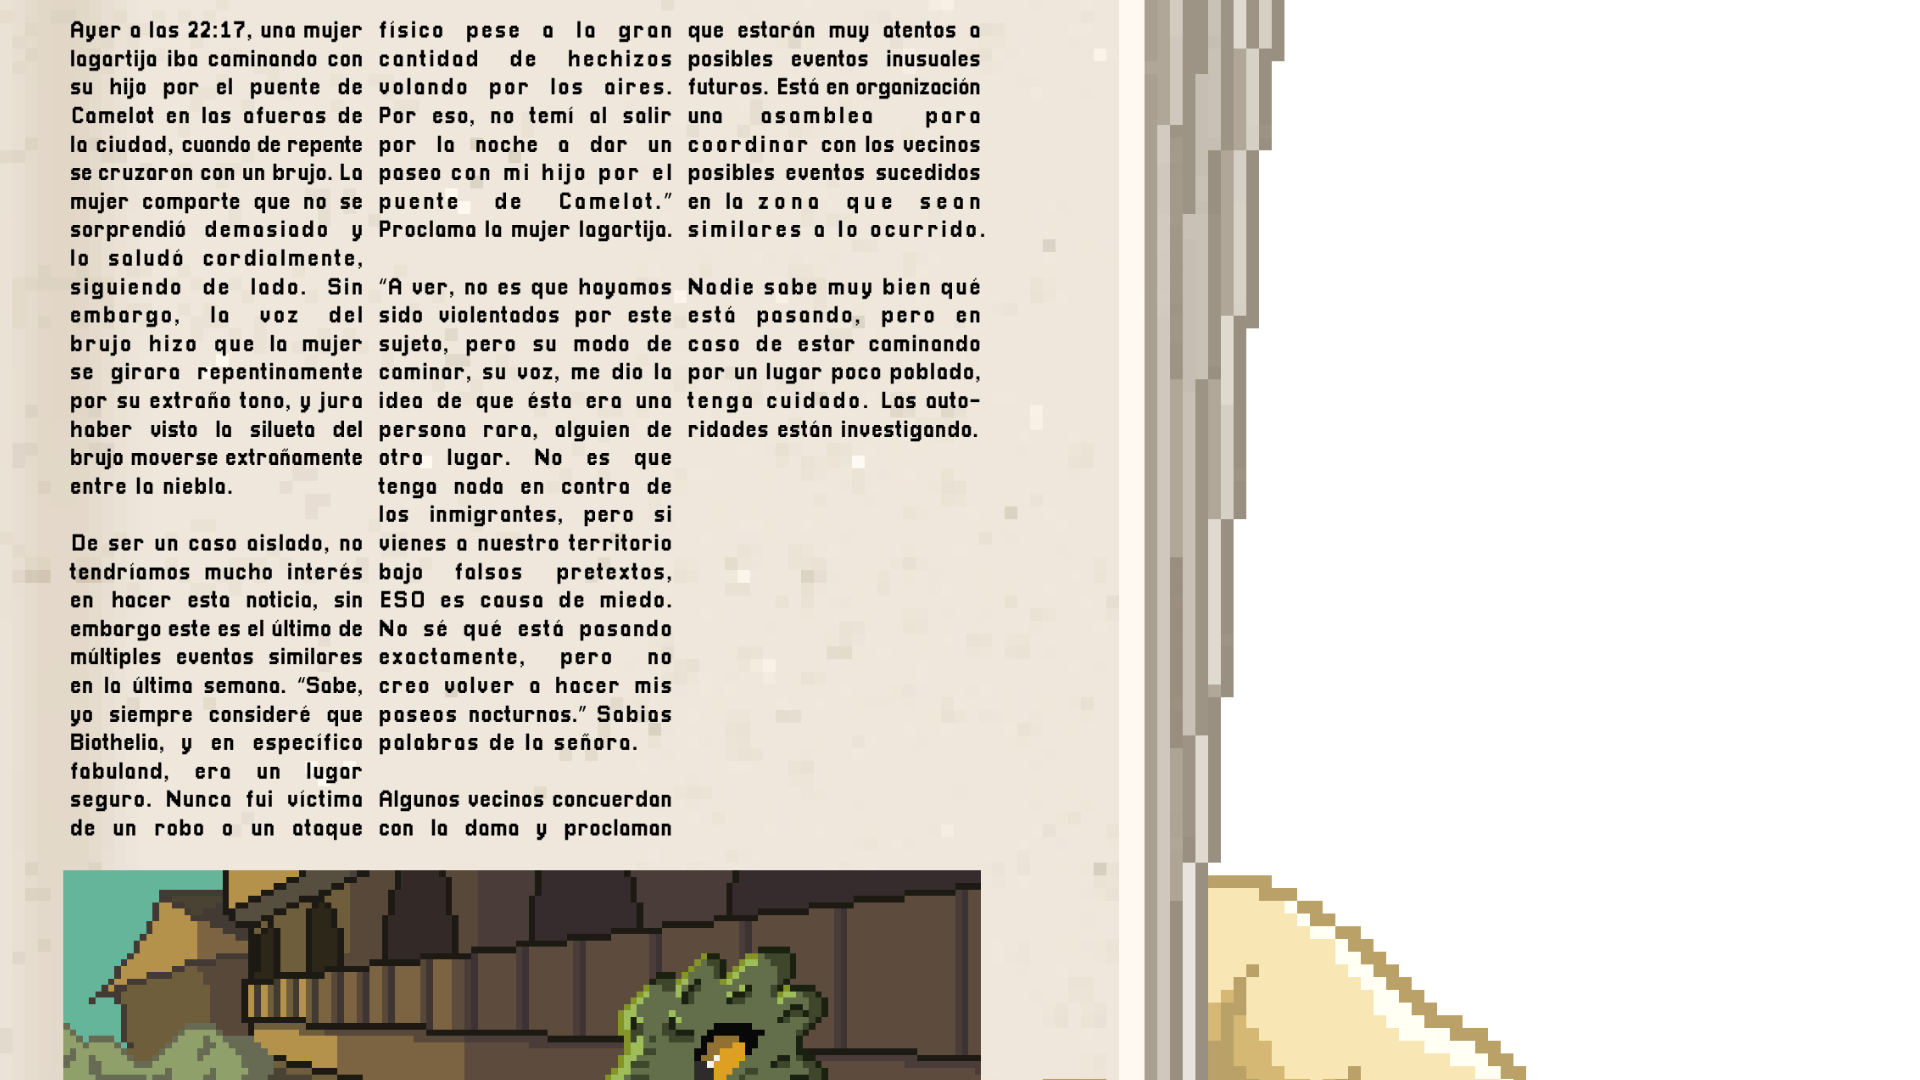 Ayer a las 22:17, una mujer
lagartija iba caminando con
su hijo por el puente de
Camelot en las afueras de
la ciudad, cuando de repente
se cruzaron con un brujo. La
mujer comparte que no se
sorprendió demasiado y
lo saludó cordialmente,
siguiendo de lado. Sin
embargo, la voz del
brujo hizo que la mujer
se girara repentinamente
por su extraño tono, y jura
haber visto la silueta del
brujo moverse extrañamente
entre la niebla.
De ser un caso aislado, no
tendríamos mucho interés
en hacer esta noticia, sin
embargo este es el último de
múltiples eventos similares
en la última semana. "Sabe,
yo siempre consideré que
Biothelia, y en específico
fabuland, era un lugar
seguro. Nunca fui víctima
de un robo o un ataque
físico pese a la gran
cantidad de hechizos
volando por los aires.
Por eso, no temí al salir
por la noche a dar un
paseo con mi hijo por el
puente de Camelot."
Proclama la mujer lagartija.
"A ver, no es que hayamos
sido violentados por este
sujeto, pero su modo de
caminar, su voz, me dio la
idea de que ésta era una
persona rara, alguien de
otro lugar. No es que
tenga nada en contra de
los inmigrantes, pero si
vienes a nuestro territorio
bajo falsos pretextos,
ESO es causa de miedo.
No sé qué está pasando
exactamente, pero no
creo volver a hacer mis
paseos nocturnos." Sabias
palabras de la señora.
Algunos vecinos concuerdan
con la dama y proclaman
que estarán muy atentos a
posibles eventos inusuales
futuros. Está en organización
una asamblea para
coordinar con los vecinos
posibles eventos sucedidos
en la zona que sean
similares a lo ocurrido.
Nadie sabe muy bien qué
está pasando, pero en
caso de estar caminando
por un lugar poco poblado,
tenga cuidado. Las auto-
ridades están investigando.